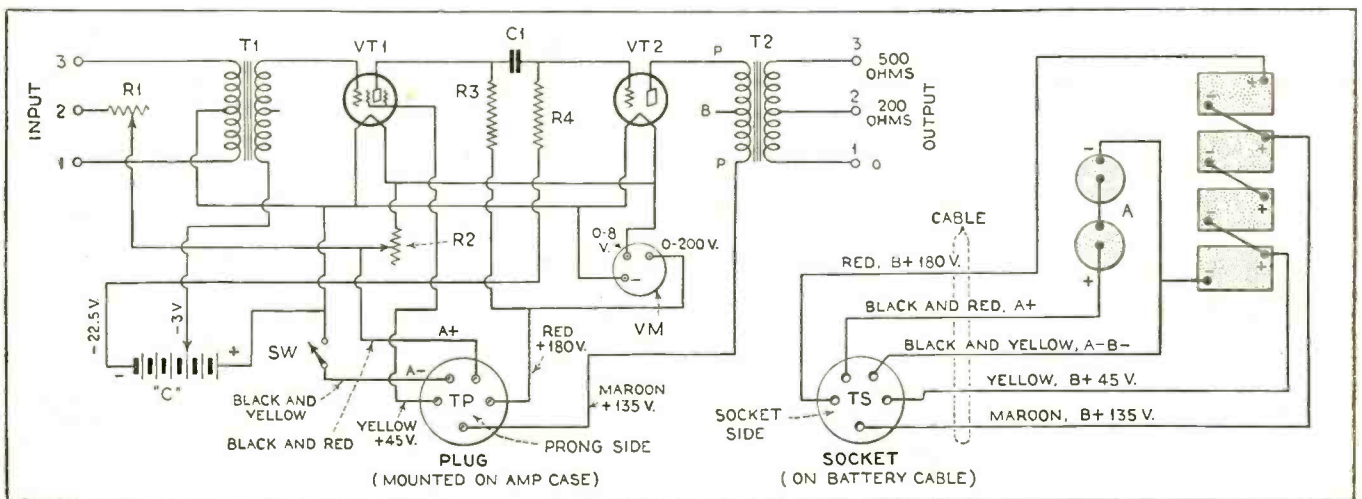 T1
VT1
C1
VT2
T2
P
3
R1
R3
3
500
OHMS
INPUT
2
R4
B
2
200
OHMS
OUTPUT
1
P
1
0
R2
0-8
V.
0-200 V.
-
VM
-22.5 V.
-3V.
-
+
"C"
SW
A+
A-
TP
RED
+180V.
MAROON
+135 V.
BLACK AND
YELLOW
BLACK AND RED
YELLOW
+45V.
PRONG SIDE
PLUG
(MOUNTED ON AMP CASE)
-
A
+
-
+
-
+
-
+
-
+
CABLE
RED, B+ 180 V.
BLACK AND RED, A+
BLACK AND YELLOW, A-B-
YELLOW, B+ 45 V.
MAROON, B+ 135 V.
TS
SOCKET
SIDE
SOCKET
(ON BATTERY CABLE)